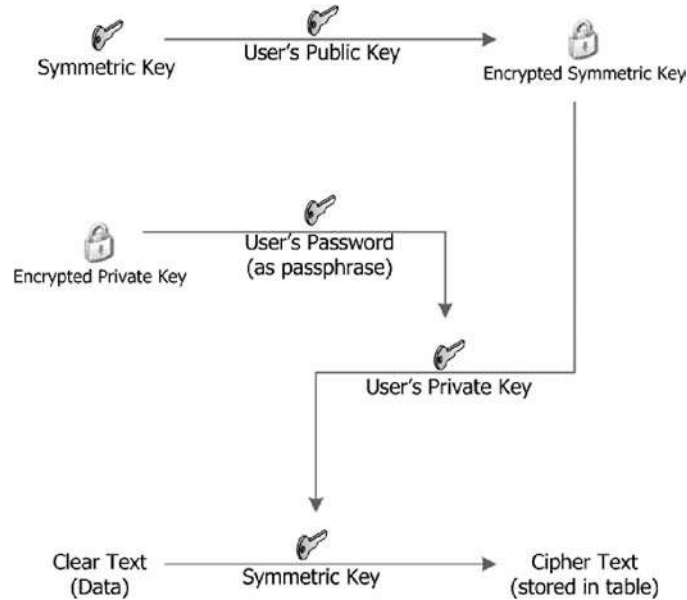 Symmetric Key
User's Public Key
Encrypted Symmetric Key
Encrypted Private Key
User's Password
(as passphrase)
User's Private Key
Clear Text
(Data)
Symmetric Key
Cipher Text
(stored in table)